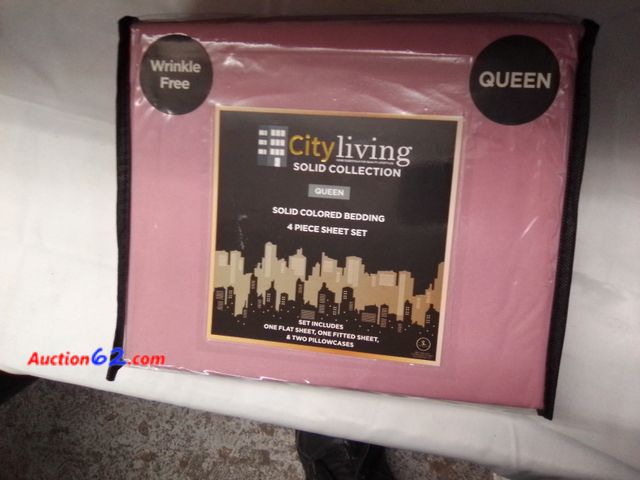 Wrinkle
Free
QUEEN
City living
SOLID COLLECTION
QUEEN
SOLID COLORED BEDDING
4 PIECE SHEET SET
SET INCLUDES
ONE FLAT SHEET, ONE FITTED SHEET,
& TWO PILLOWCASES
Auction62.com